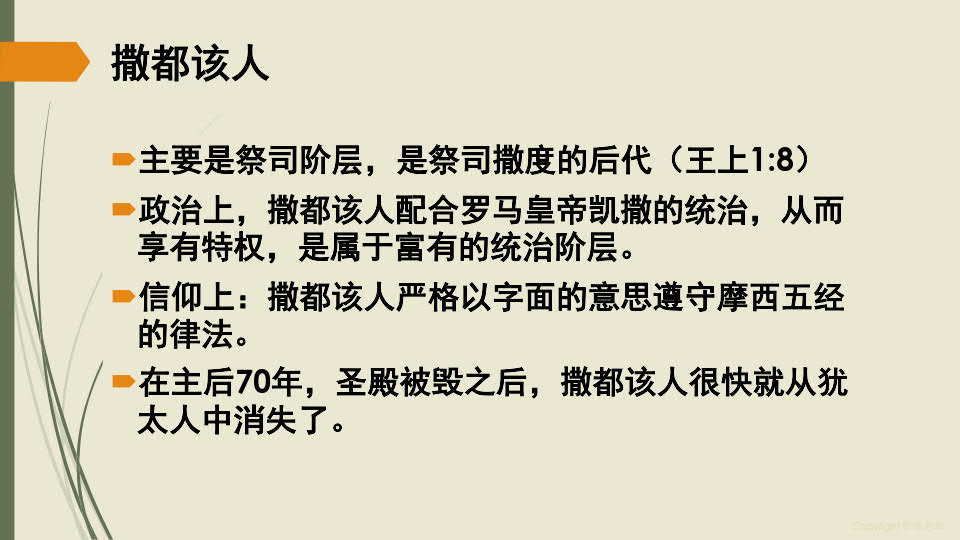 撒都该人
主要是祭司阶层，是祭司撒度的后代（王上1:8）
政治上，撒都该人配合罗马皇帝凯撒的统治，从而
享有特权，是属于富有的统治阶层。
信仰上：撒都该人严格以字面的意思遵守摩西五经
的律法。
在主后70年，圣殿被毁之后，撒都该人很快就从犹
太人中消失了。
Copyright